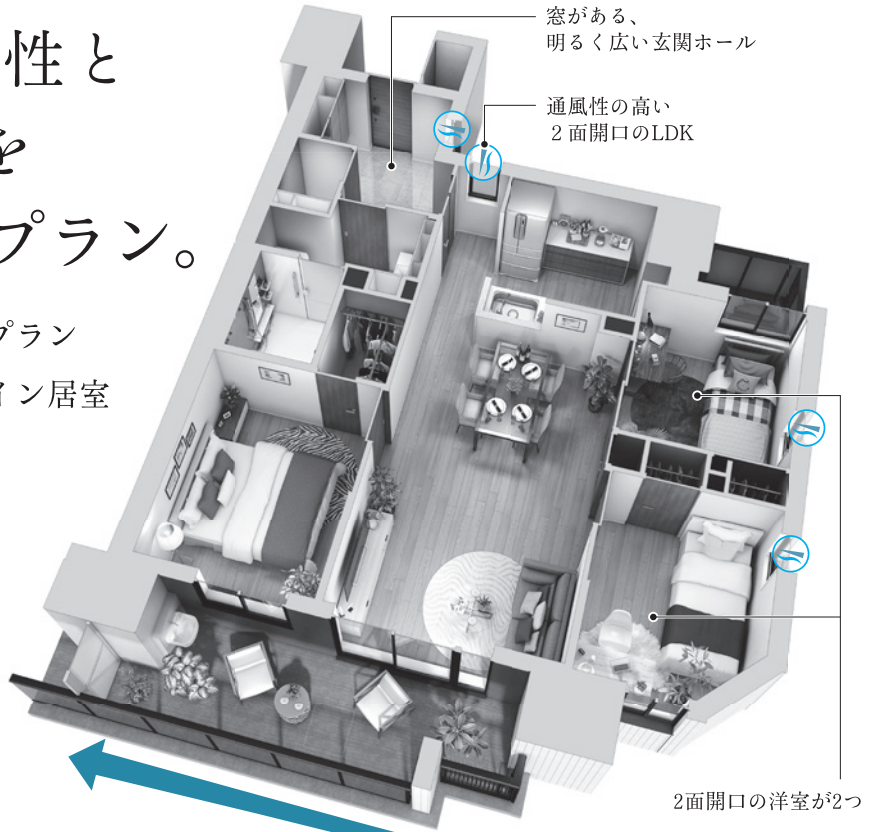 性と
を
プラン。
プラン
イン居室
窓がある、
明るく広い玄関ホール
通風性の高い
2面開口のLDK
2面開口の洋室が2つ